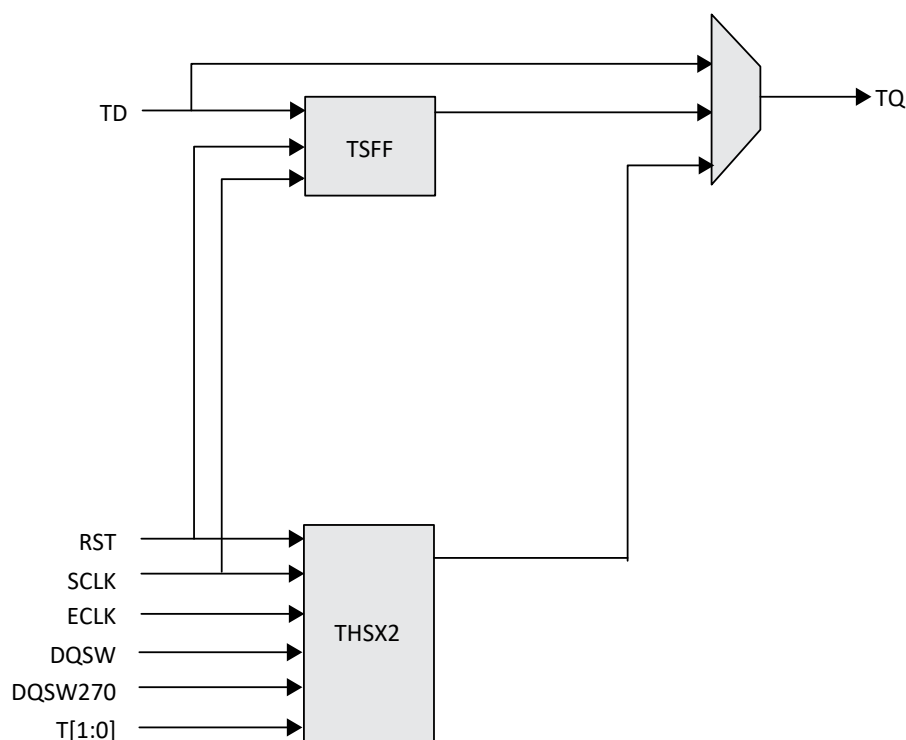 TD
TSFF
TQ
RST
SCLK
ECLK
DQSW
DQSW270
T[1:0]
THSX2